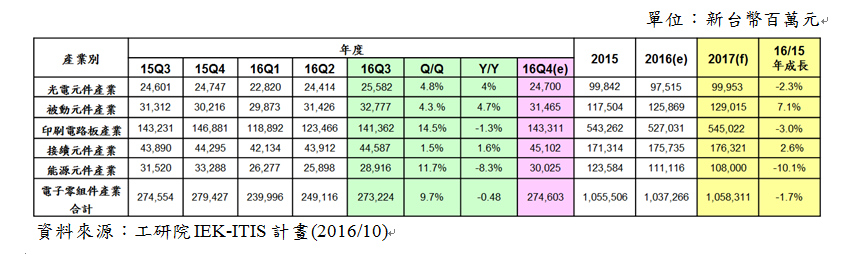 單位：新台幣百萬元
產業別 年度
15Q3 15Q4 16Q1 16Q2 16Q3 Q/Q Y/Y 16Q4(e) 2015 2016(e) 2017(f) 16/15 年成長
光電元件產業 24,601 24,747 22,820 24,414 25,582 4.8% 4% 24,700 99,842 97,515 99,953 -2.3%
被動元件產業 31,312 30,216 29,873 31,426 32,777 4.3.% 4.7% 31,465 117,504 125,869 129,015 7.1%
印刷電路板產業 143,231 146,881 118,892 123,466 141,362 14.5% -1.3% 143,311 543,262 527,031 545,022 -3.0%
接續元件產業 43,890 44,295 42,134 43,912 44,587 1.5% 1.6% 45,102 171,314 175,735 176,321 2.6%
能源元件產業 31,520 33,288 26,277 25,898 28,916 11.7% -8.3% 30,025 123,584 111,116 108,000 -10.1%
電子零組件產業合計 274,554 279,427 239,996 249,116 273,224 9.7% -0.48 274,603 1,055,506 1,037,266 1,058,311 -1.7%
資料來源：工研院 IEK-ITIS 計畫(2016/10)